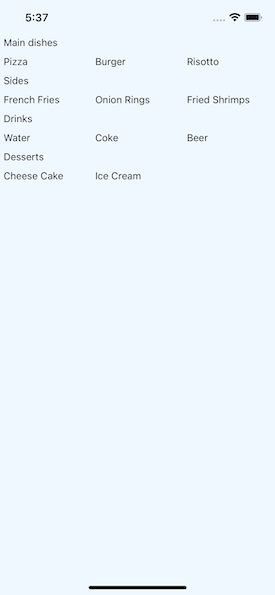 5:37
Main dishes
Pizza Burger Risotto
Sides
French Fries Onion Rings Fried Shrimps
Drinks
Water Coke Beer
Desserts
Cheese Cake Ice Cream